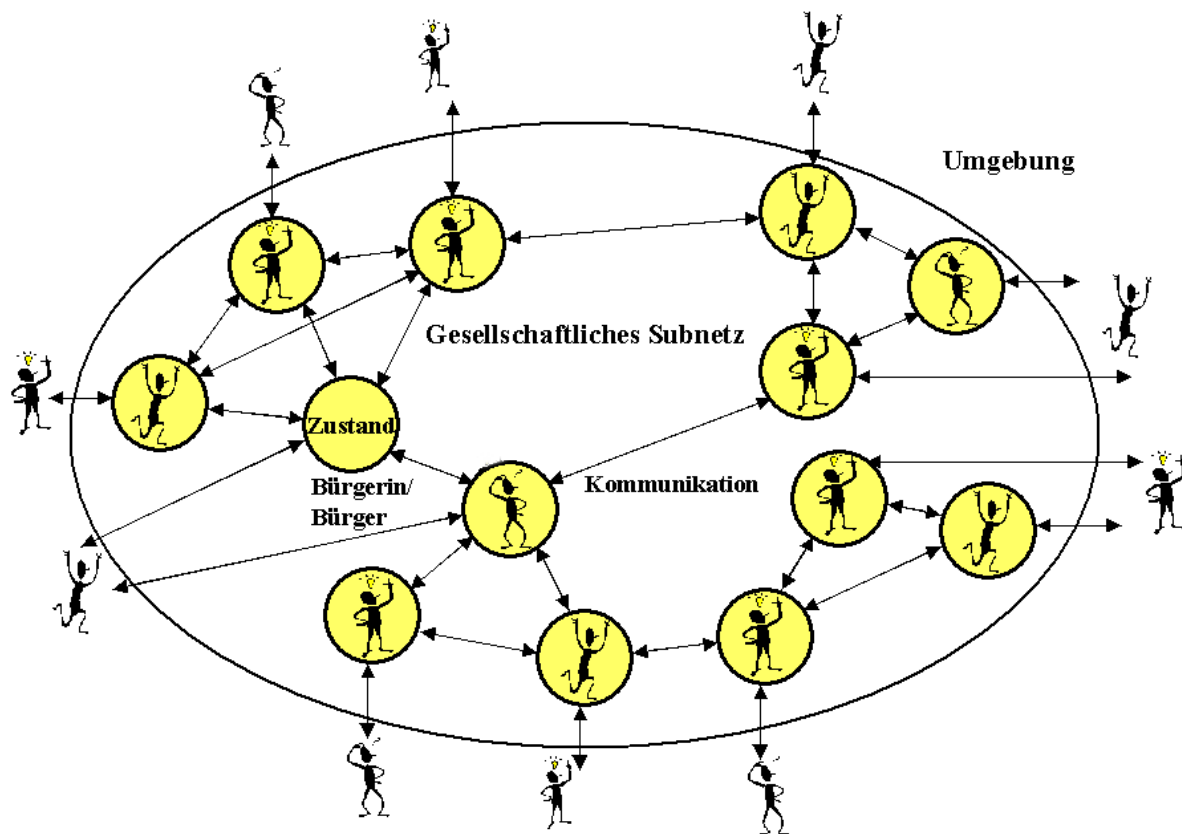 Umgebung
Gesellschaftliches Subnetz
Zustand
Bürgerin/
Bürger
Kommunikation